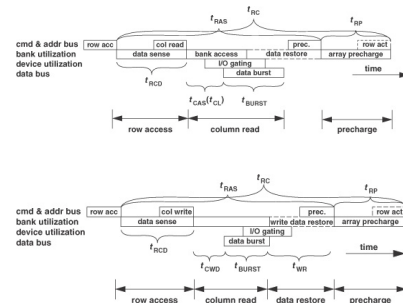 tRC
tRAS
tRP
cmd & addr bus row acc col read prec. row act
bank utilization data sense bank access data restore array precharge
device utilization I/O gating
data bus data burst
time
tRCD
tCAS(tCL) tBURST
row access column read precharge
tRC
tRAS
tRP
cmd & addr bus row acc col write prec. row act
bank utilization data sense write data restore array precharge
device utilization I/O gating
data bus data burst
time
tRCD
tCWD tBURST tWR
row access column read data restore precharge